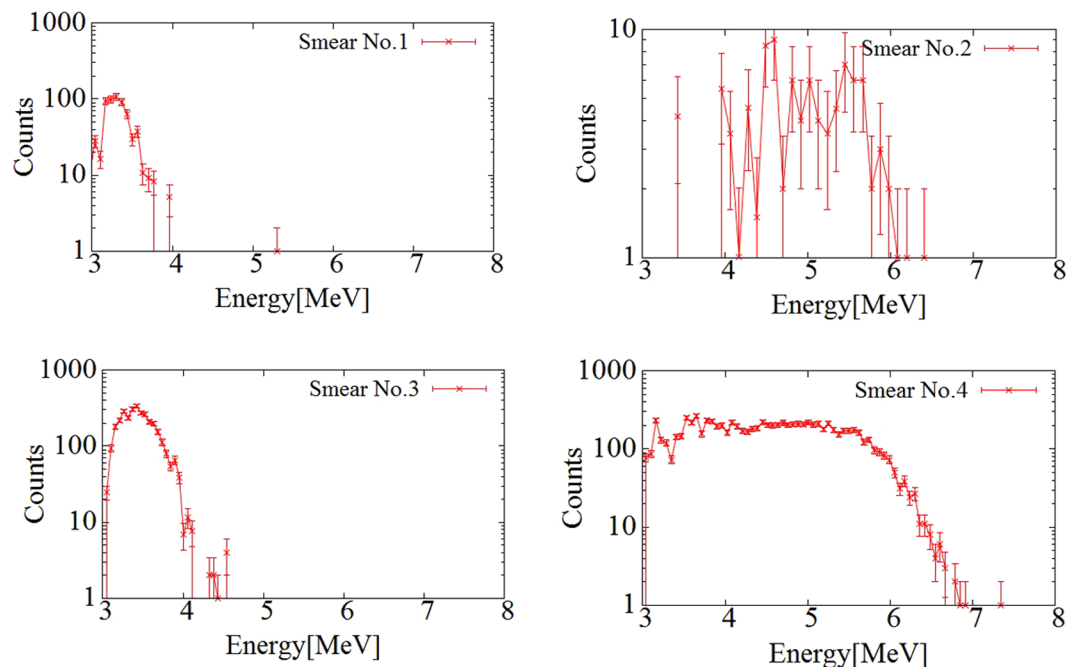 Smear No.1
1000
100
10
1
Counts
3 4 5 6 7 8
Energy[MeV]
Smear No.2
10
1
Counts
3 4 5 6 7 8
Energy[MeV]
Smear No.3
1000
100
10
1
Counts
3 4 5 6 7 8
Energy[MeV]
Smear No.4
1000
100
10
1
Counts
3 4 5 6 7 8
Energy[MeV]